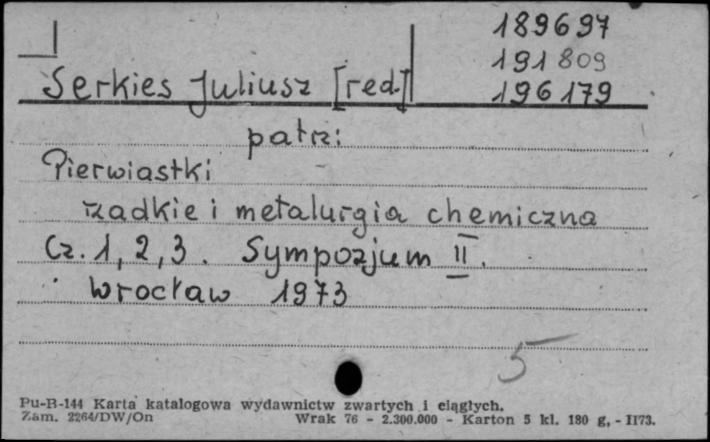 189697
191809
Serkies Juliusz [red] 196179
patrz:
Pierwiastki
rzadkie i metalurgia chemiczna
Cz. 1, 2, 3. Sympozjum II.
Wrocław 1973
5
Pu-B-144 Karta katalogowa wydawnictw zwartych i ciągłych.
Zam. 2264/DW/On Wrak 76 - 2.300.000 - Karton 5 kl. 180 g, - II73.